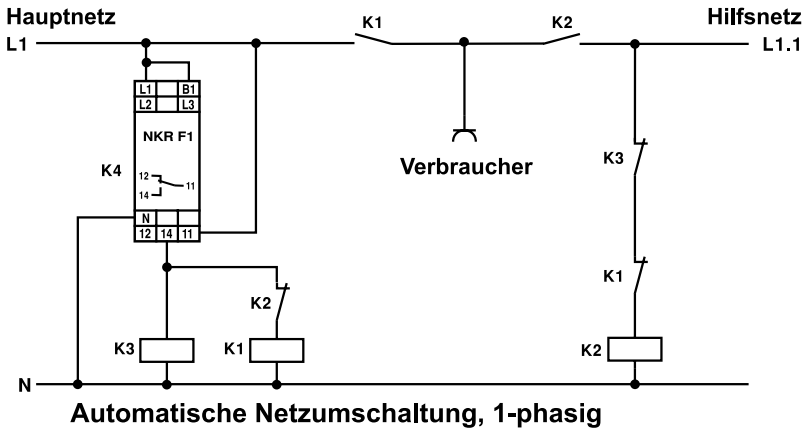 Hauptnetz
Hilfsnetz
L1
K1
K2
L1.1
L1 B1
L2 L3
NKR F1
K4
12
11
14
N
12 14 11
Verbraucher
K3
K1
K2
K3
K1
K2
N
Automatische Netzumschaltung, 1-phasig